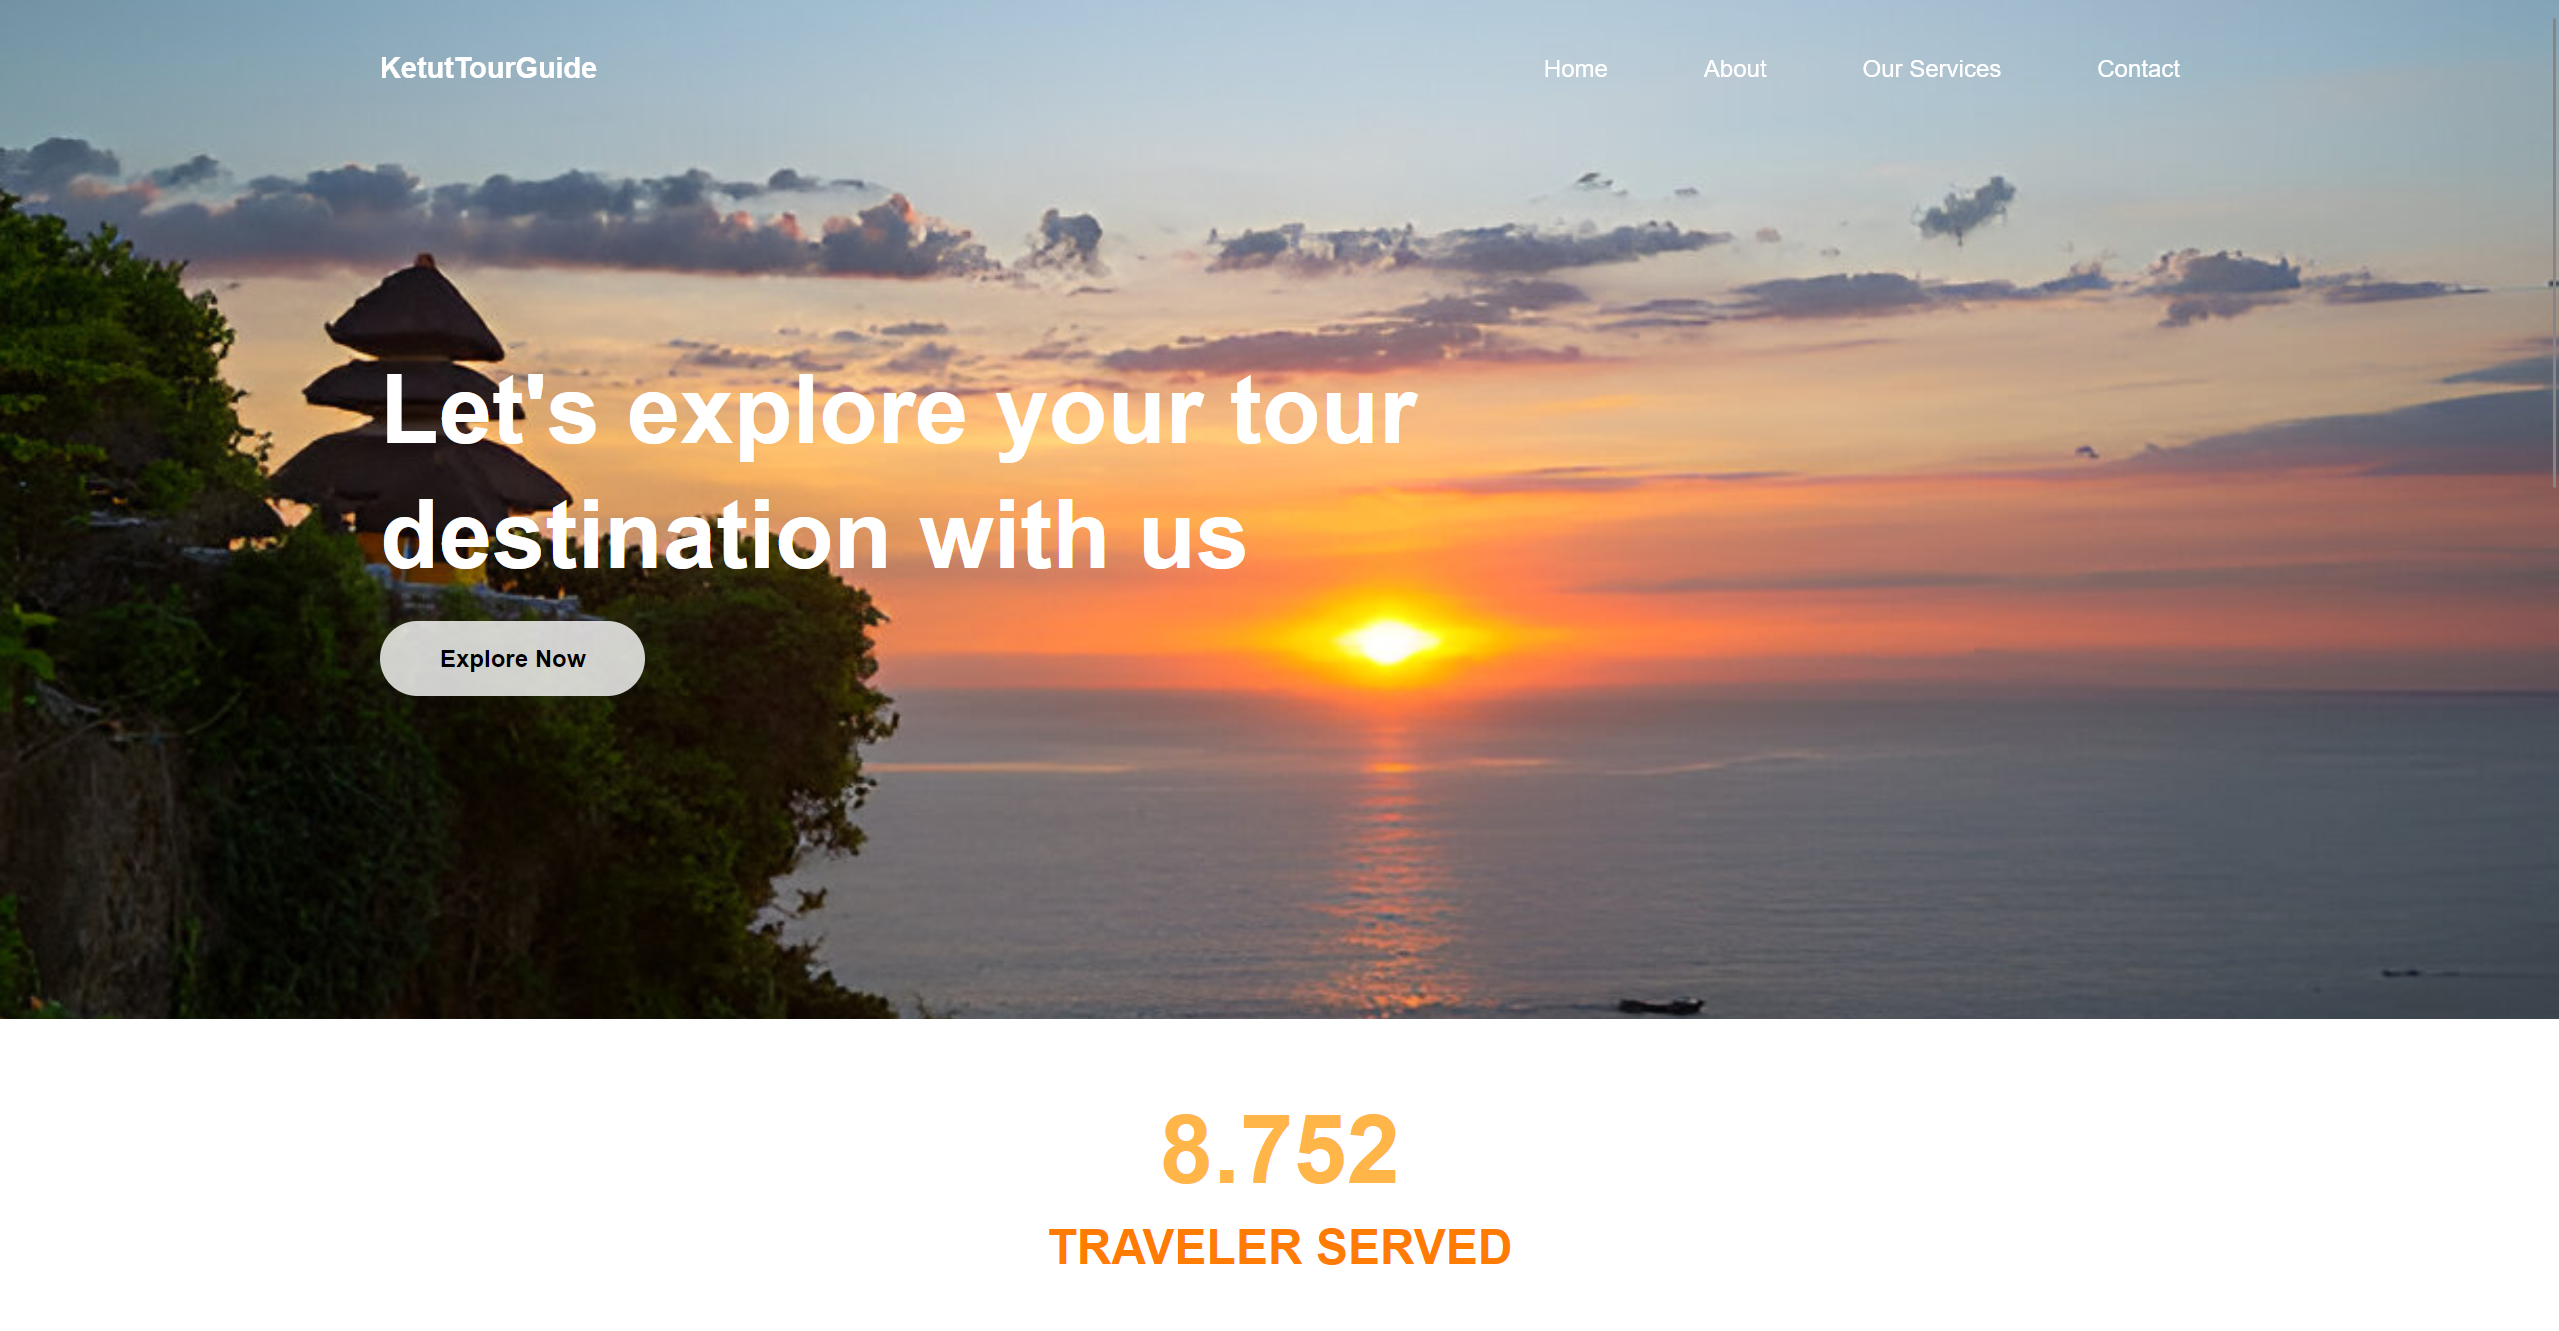 KetutTourGuide
Home
About
Our Services
Contact
Let's explore your tour
destination with us
Explore Now
8.752
TRAVELER SERVED